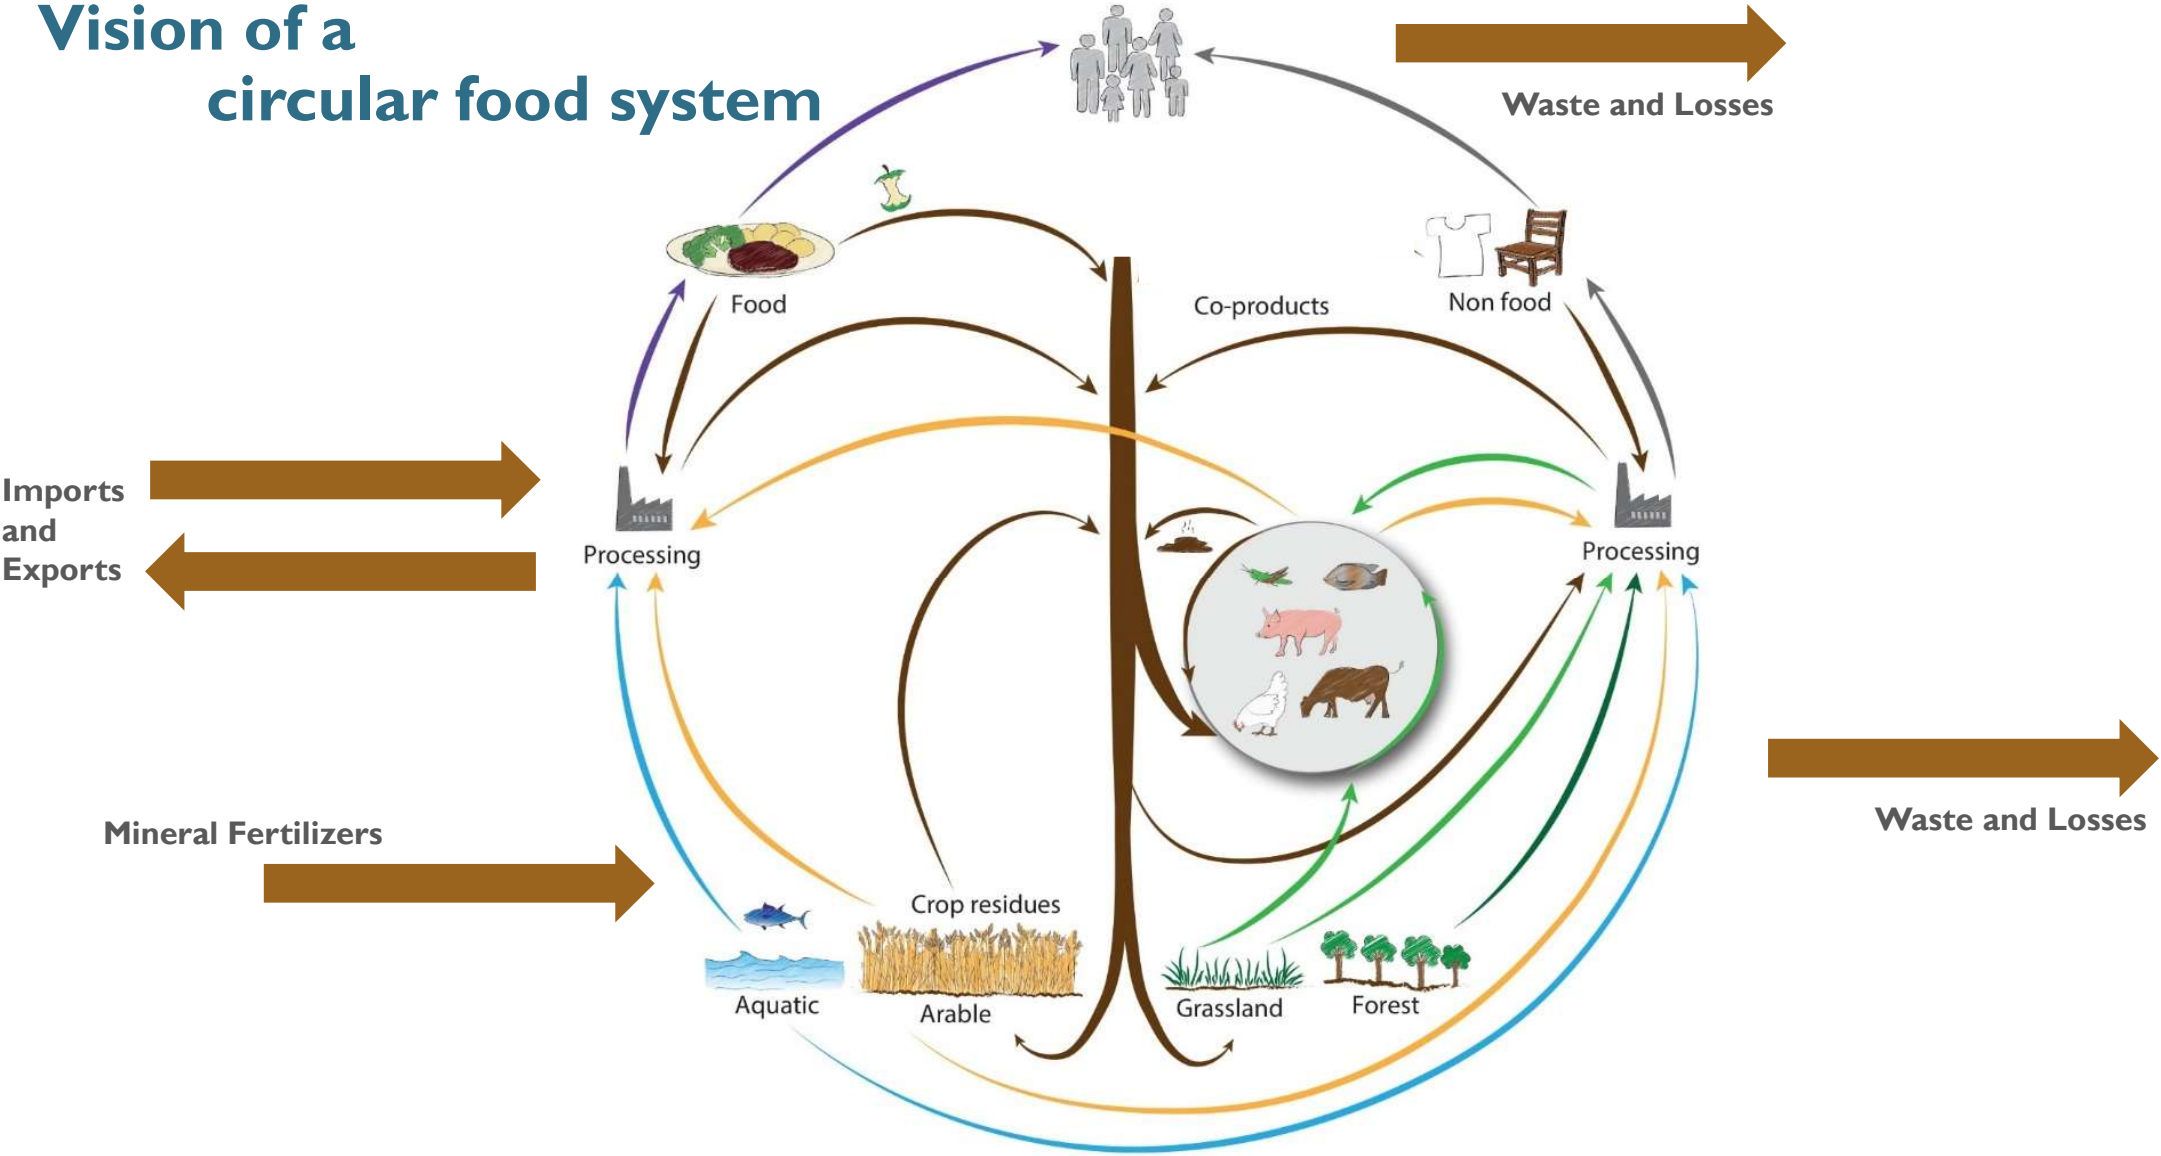 Vision of a
circular food system
Waste and Losses
Food
Co-products
Non food
Imports
and
Exports
Processing
Processing
Mineral Fertilizers
Waste and Losses
Crop residues
Aquatic
Arable
Grassland
Forest